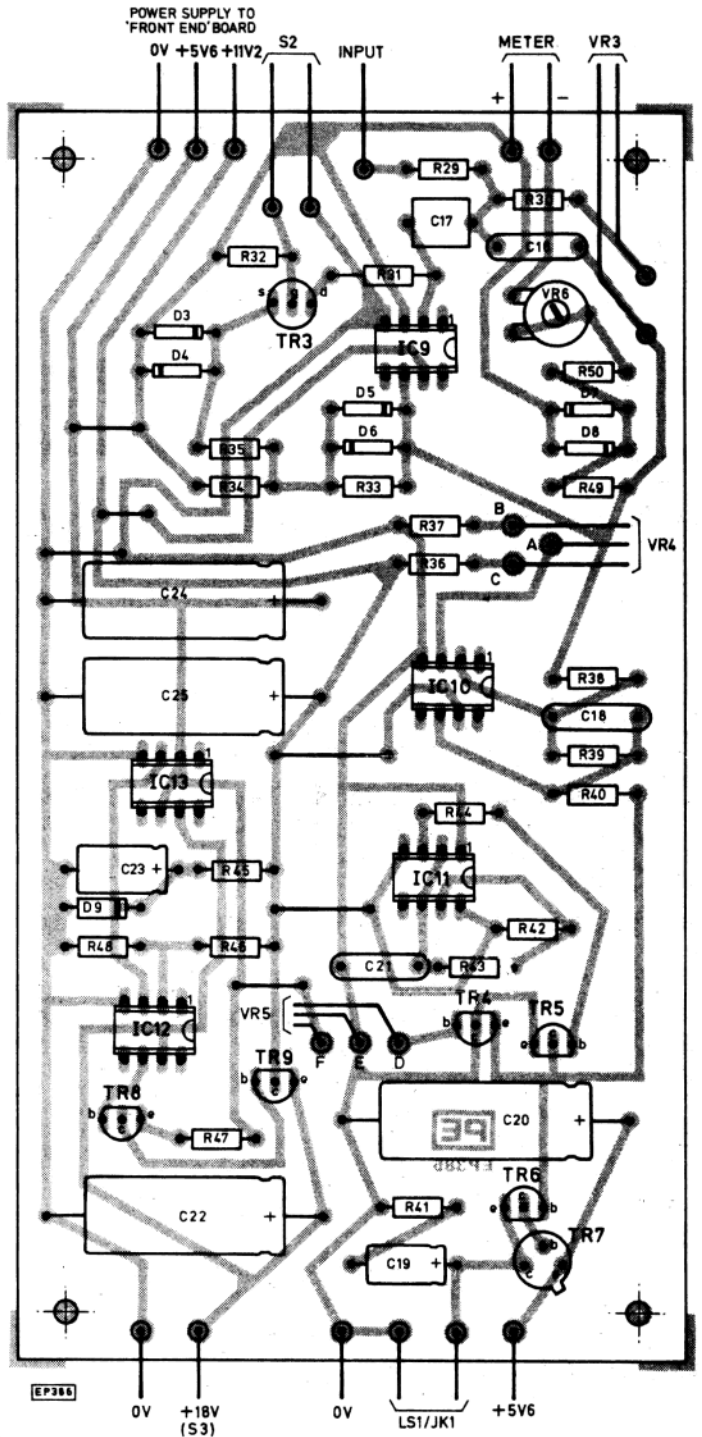 POWER SUPPLY TO
'FRONT END' BOARD
0V +5V6 +11V2
S2
INPUT
METER
VR3
+ −
R29
R30
C17
C16
R32
R31
s g d
TR3
VR6
D3
IC9
1
D4
R50
D5
D7
D6
D8
R35
R34
R33
R49
B
R37
A
VR4
R36
C
C24
+
IC10
1
R38
C25
+
C18
R39
IC13
1
R40
R44
C23
+
R45
IC11
1
D9
R42
R48
R46
C21
R43
VR5
TR4
TR5
IC12
1
F E D
b c e
e c b
TR9
b c e
TR8
b c e
R47
C20
+
PE
EP386
TR6
R41
e c b
C22
+
TR7
b
C19
+
c
e
EP386
0V
+18V
(S3)
0V
LS1/JK1
+5V6